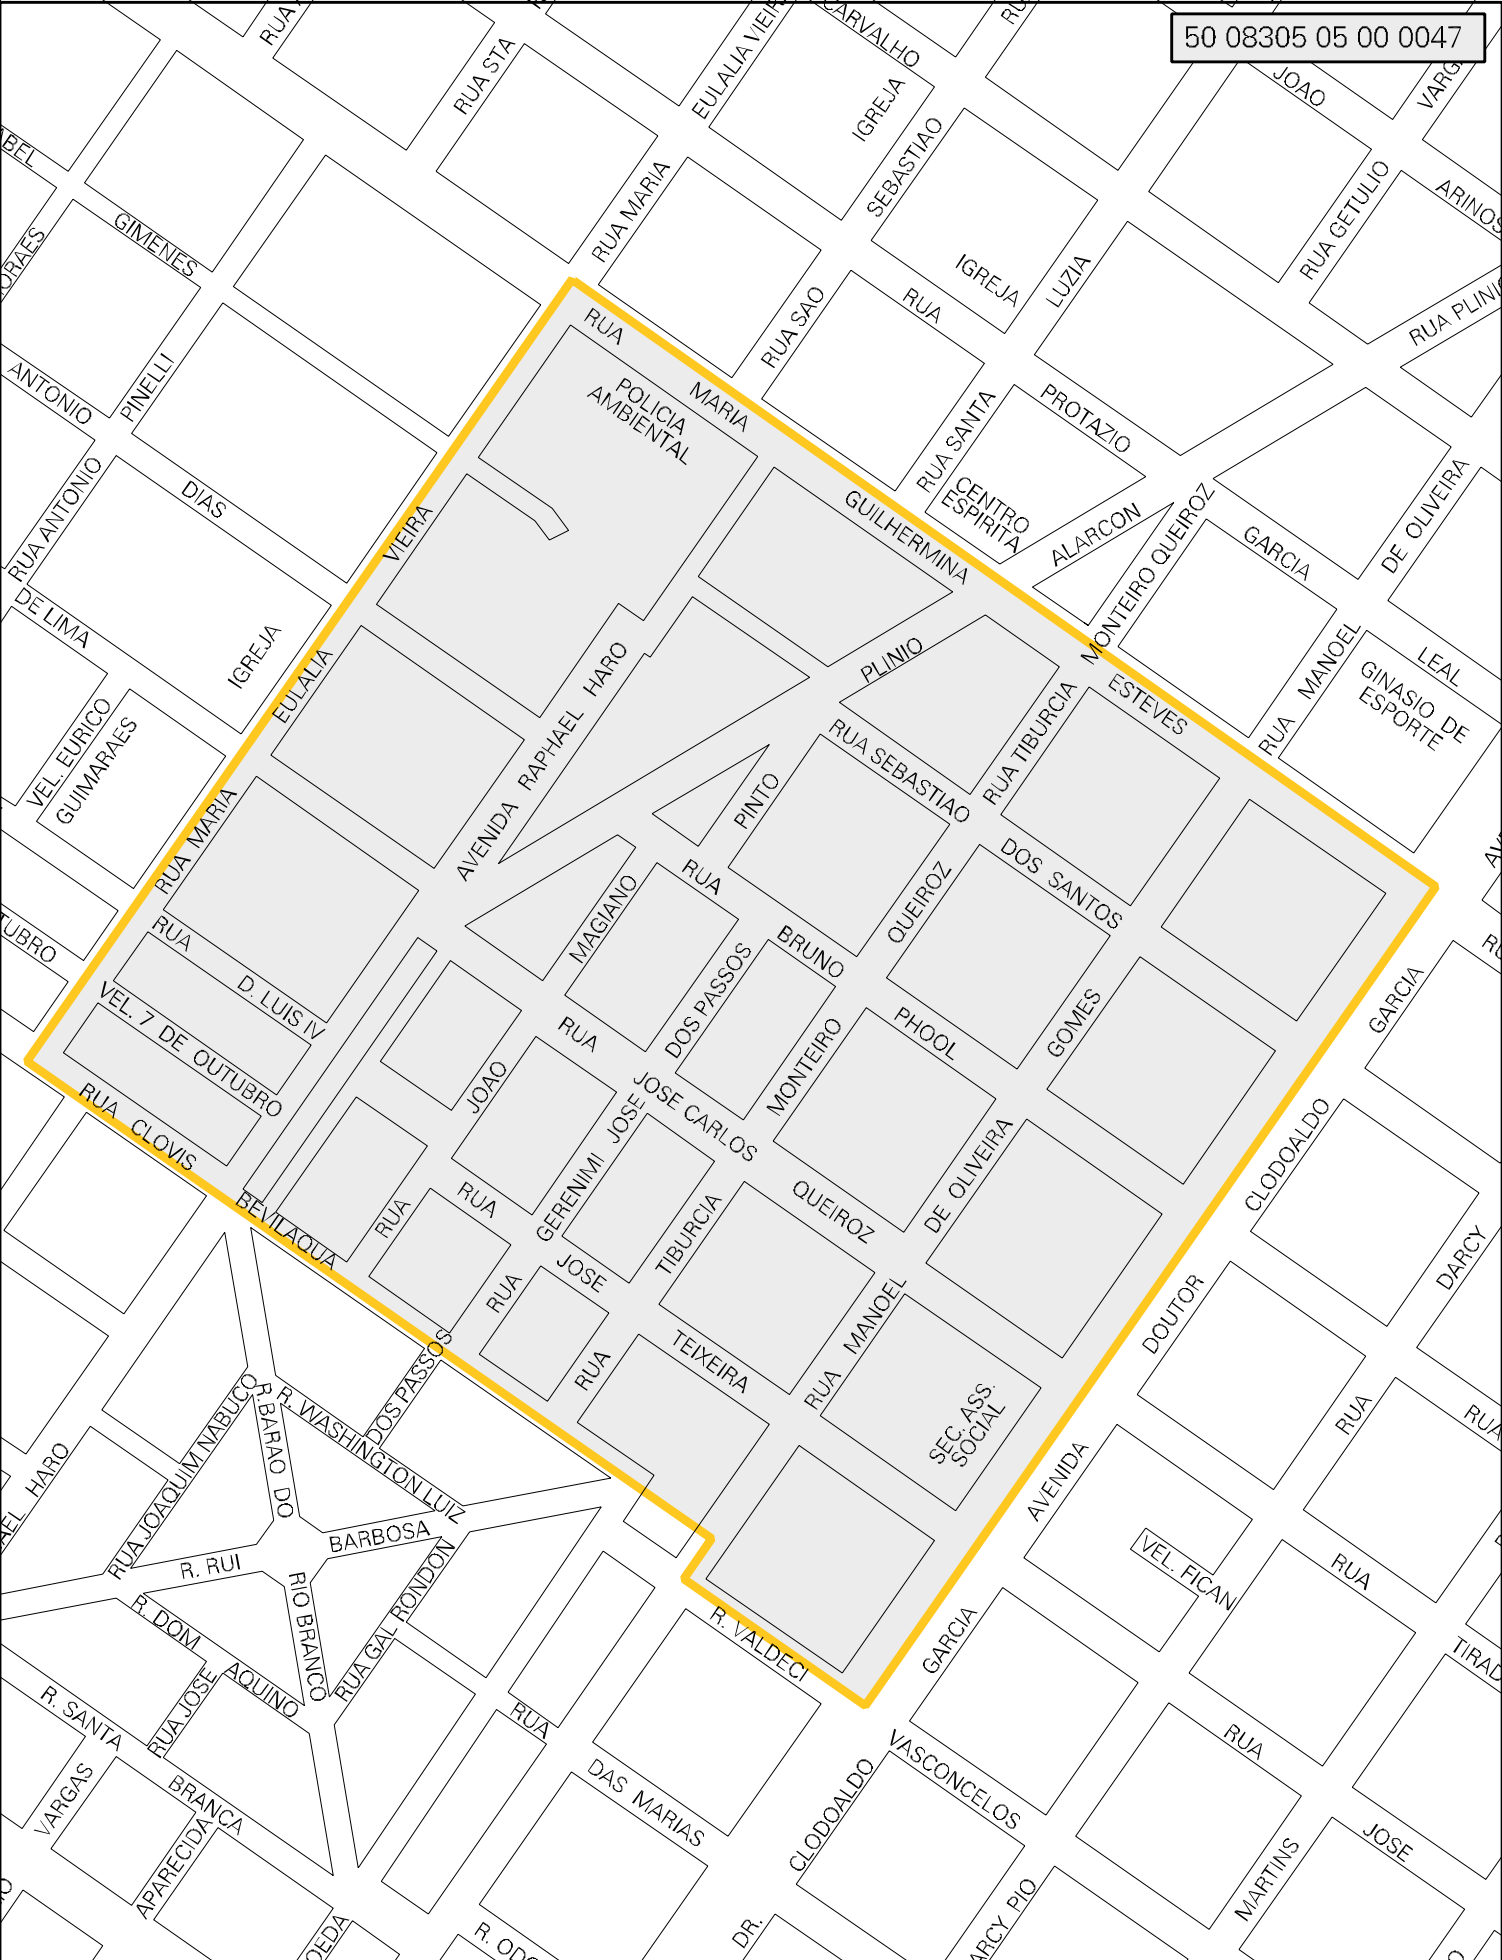 50 08305 05 00 0047
RUA STA
EULALIA VIEIRA
CARVALHO
IGREJA
JOAO
SEBASTIAO
RUA MARIA
RUA GETULIO
ARINOS
GIMENES
IGREJA
LUZIA
RUA
RUA SAO
RUA PLINIO
RUA
MARIA
POLICIA
AMBIENTAL
ANTONIO
PINELLI
RUA SANTA
PROTAZIO
CENTRO
ESPIRITA
ALARCON
MONTEIRO QUEIROZ
GARCIA
DE OLIVEIRA
RUA ANTONIO
DIAS
VIEIRA
GUILHERMINA
DE LIMA
IGREJA
EULALIA
HARO
RAPHAEL
AVENIDA
PLINIO
ESTEVES
RUA MANOEL
LEAL
GINASIO DE
ESPORTE
VEL. EURICO
GUIMARAES
RUA SEBASTIAO
RUA TIBURCIA
PINTO
RUA MARIA
DOS SANTOS
RUA
MAGIANO
QUEIROZ
BRUNO
DOS PASSOS
RUA
D. LUIS IV
VEL. 7 DE OUTUBRO
RUA
JOSE CARLOS
PHOOL
GOMES
GARCIA
MONTEIRO
JOAO
RUA CLOVIS
BEVILAQUA
JOSE
GERENIMI
RUA
RUA
JOSE
TIBURCIA
QUEIROZ
DE OLIVEIRA
CLODOALDO
DARCY
DOUTOR
RUA
RUA
TEIXEIRA
MANOEL
RUA
SEC. ASS.
SOCIAL
DOS PASSOS
R. WASHINGTON LUIZ
R. BARAO DO
RUA JOAQUIM NABUCO
HARO
BARBOSA
R. RUI
RIO BRANCO
RUA GAL RONDON
R. DOM
AQUINO
RUA JOSE
R. SANTA
BRANCA
VARGAS
APARECIDA
RUA
RUA
AVENIDA
VEL. FICAN
RUA
R. VALDECI
GARCIA
RUA
DAS MARIAS
VASCONCELOS
CLODOALDO
RUA
JOSE
MARTINS
PIO
DR.